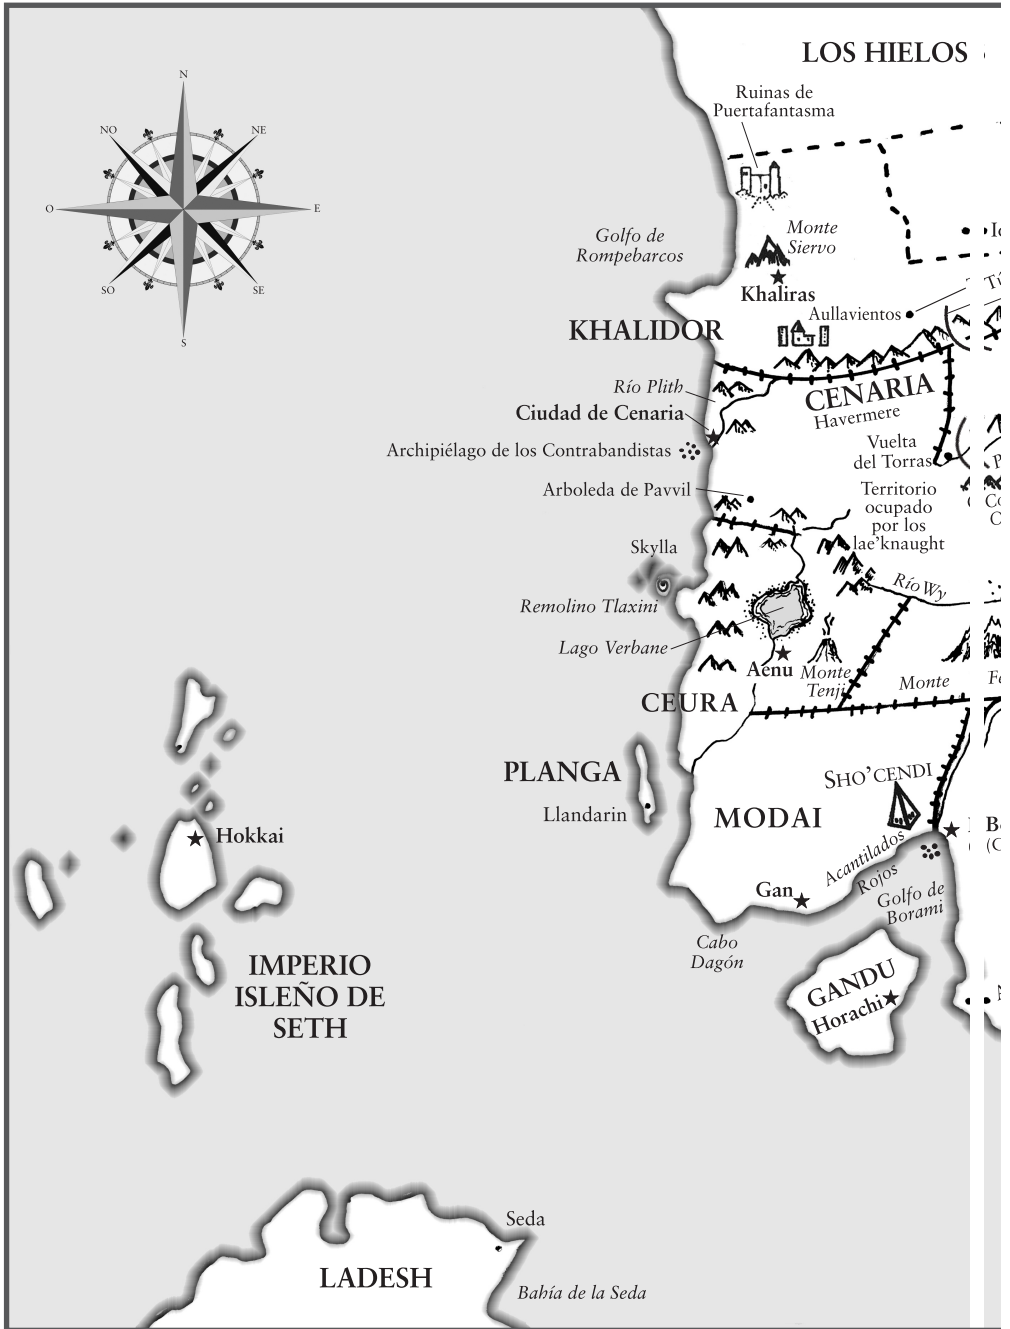 LOS HIELOS
Ruinas de
Puertafantasma
N
NO
NE
O
E
SO
SE
S
Golfo de
Rompebarcos
Monte
Siervo
Khaliras
Aullavientos
KHALIDOR
Río Plith
CENARIA
Havermere
Ciudad de Cenaria
Vuelta
del Torras
Archipiélago de los Contrabandistas
Arboleda de Pavvil
Territorio
ocupado
por los
lae’knaught
Skylla
Río Wy
Remolino Tlaxini
Lago Verbane
Aenu
Monte
Tenji
Monte
CEURA
PLANGA
Llandarin
SHO’CENDI
MODAI
Hokkai
Acantilados
Rojos
Gan
Golfo de
Borami
Cabo
Dagón
IMPERIO
ISLEÑO DE
SETH
GANDU
Horachi
Seda
LADESH
Bahía de la Seda